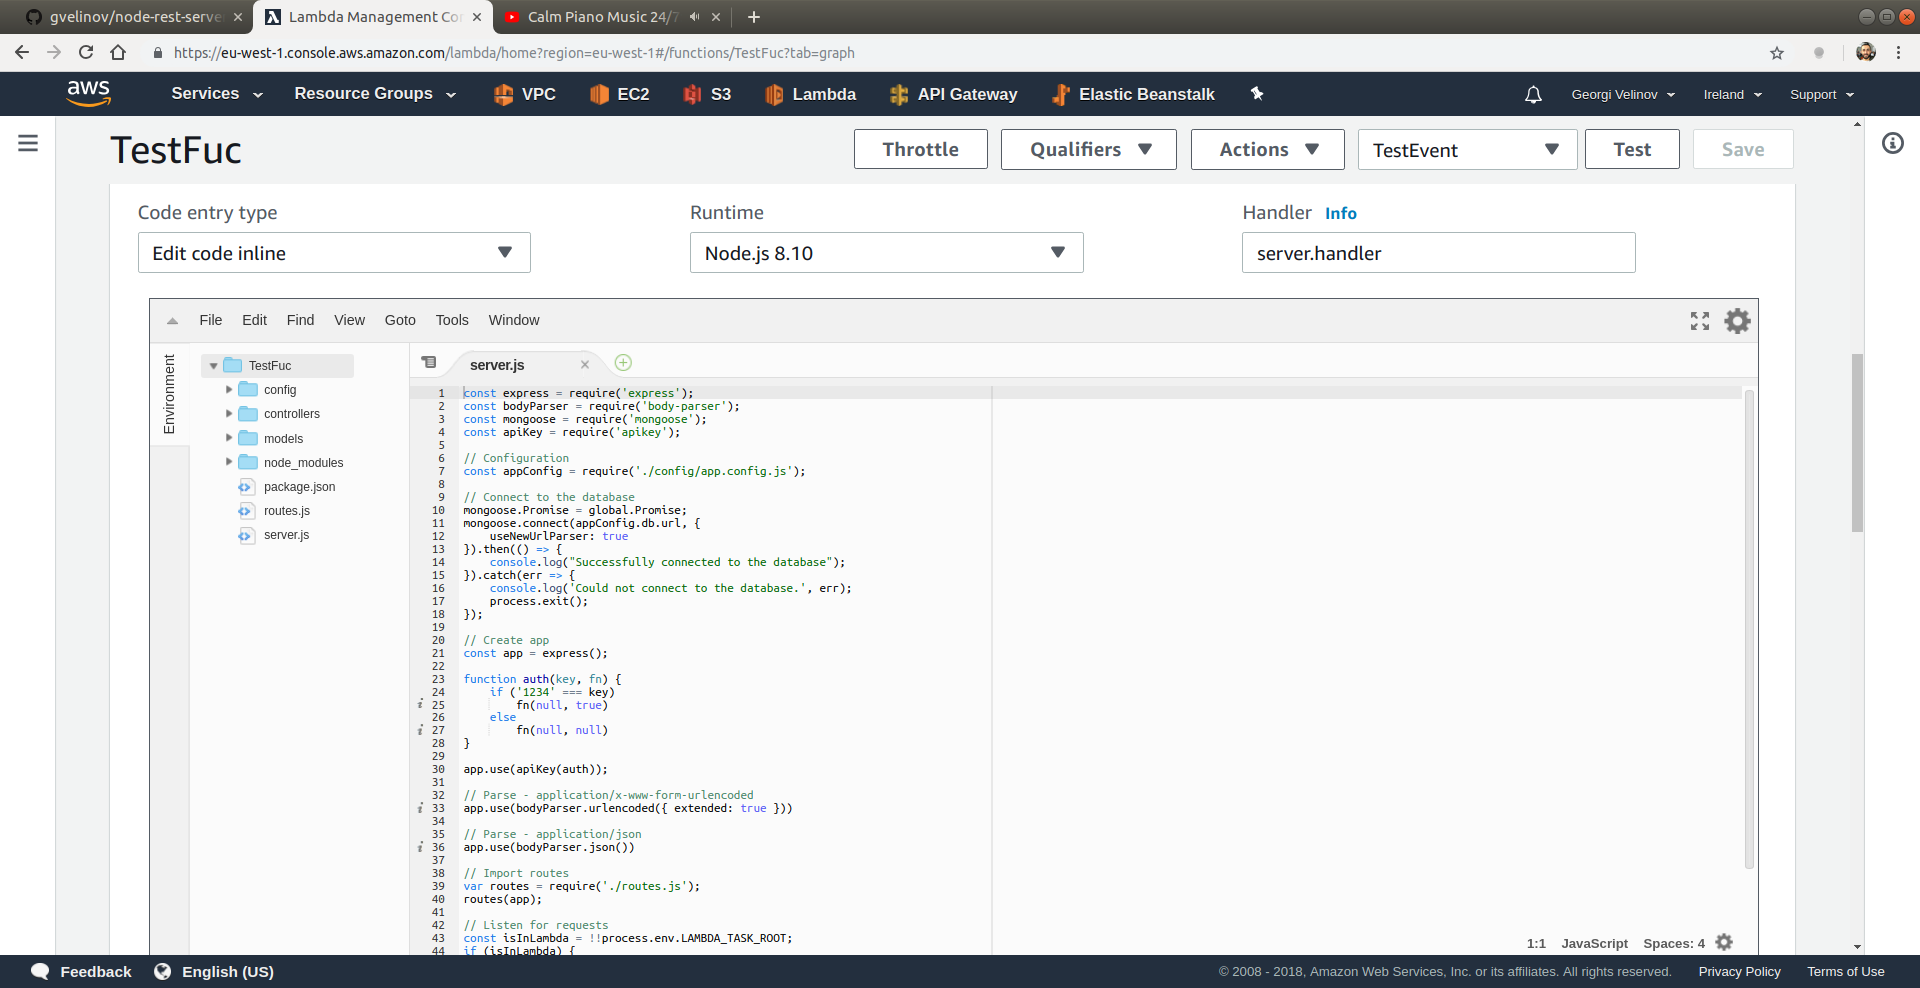 gvelinov/node-rest-serve
Lambda Management Co
Calm Piano Music 24/7
https://eu-west-1.console.aws.amazon.com/lambda/home?region=eu-west-1#/functions/TestFuc?tab=graph
aws
Services
Resource Groups
VPC
EC2
S3
Lambda
API Gateway
Elastic Beanstalk
Georgi Velinov
Ireland
Support
TestFuc
Throttle
Qualifiers
Actions
TestEvent
Test
Save
Code entry type
Runtime
Handler Info
Edit code inline
Node.js 8.10
server.handler
File Edit Find View Goto Tools Window
Environment
TestFuc
config
controllers
models
node_modules
package.json
routes.js
server.js
server.js
1 const express = require('express');
2 const bodyParser = require('body-parser');
3 const mongoose = require('mongoose');
4 const apiKey = require('apikey');
5
6 // Configuration
7 const appConfig = require('./config/app.config.js');
8
9 // Connect to the database
10 mongoose.Promise = global.Promise;
11 mongoose.connect(appConfig.db.url, {
12 useNewUrlParser: true
13 }).then(() => {
14 console.log("Successfully connected to the database");
15 }).catch(err => {
16 console.log('Could not connect to the database.', err);
17 process.exit();
18 });
19
20 // Create app
21 const app = express();
22
23 function auth(key, fn) {
24 if ('1234' === key)
i 25 fn(null, true)
26 else
i 27 fn(null, null)
28 }
29
30 app.use(apiKey(auth));
31
32 // Parse - application/x-www-form-urlencoded
i 33 app.use(bodyParser.urlencoded({ extended: true }))
34
35 // Parse - application/json
i 36 app.use(bodyParser.json())
37
38 // Import routes
39 var routes = require('./routes.js');
40 routes(app);
41
42 // Listen for requests
43 const isInLambda = !!process.env.LAMBDA_TASK_ROOT;
44 if (isInLambda) {
1:1 JavaScript Spaces: 4
Feedback
English (US)
© 2008 - 2018, Amazon Web Services, Inc. or its affiliates. All rights reserved.
Privacy Policy
Terms of Use